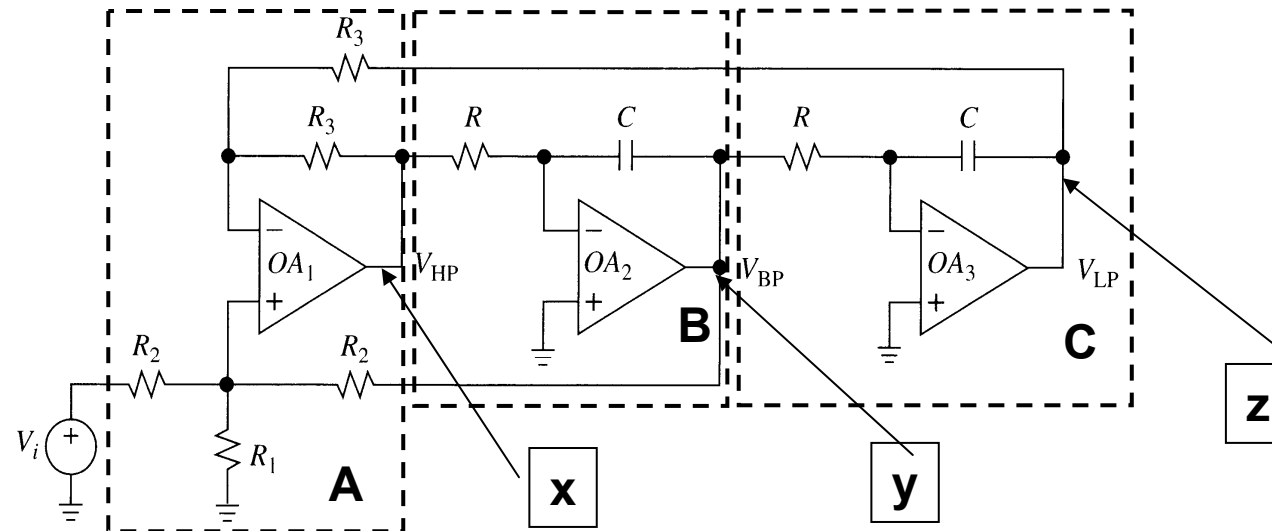 R3
R3
R
C
R
C
−
OA1
+
VHP
−
OA2
+
VBP
B
−
OA3
+
VLP
C
R2
R2
Vi
+
R1
A
x
y
z